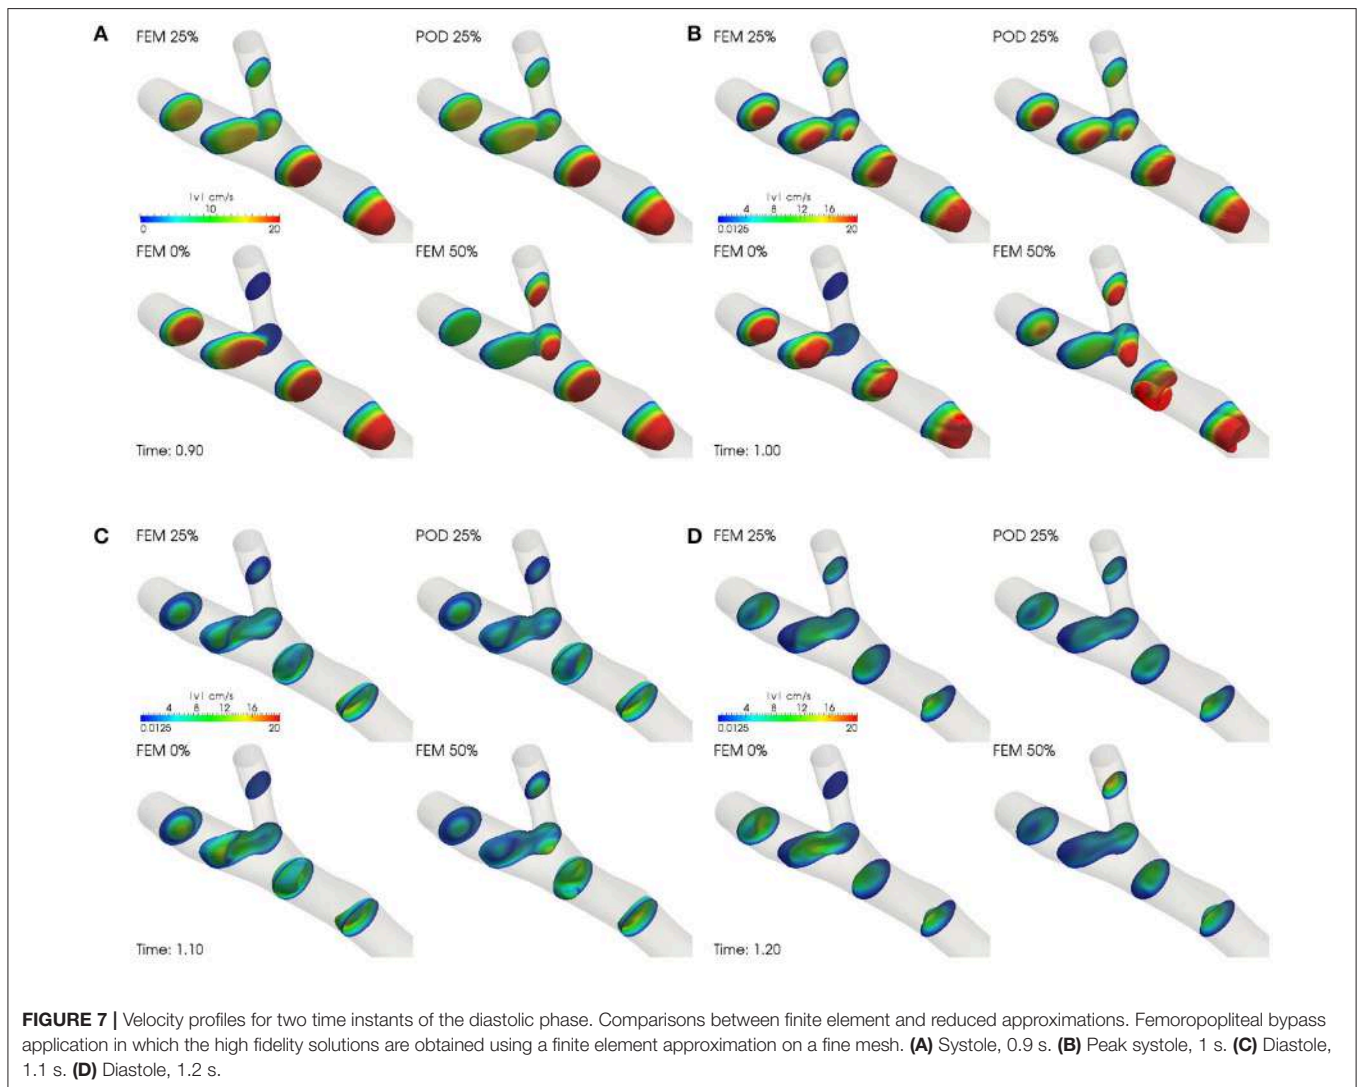 A FEM 25% POD 25% B FEM 25% POD 25%
|v| cm/s |v| cm/s
10 4 8 12 16
0 20 0.0125 20
FEM 0% FEM 50% FEM 0% FEM 50%
Time: 0.90 Time: 1.00
C FEM 25% POD 25% D FEM 25% POD 25%
|v| cm/s |v| cm/s
4 8 12 16 4 8 12 16
0.0125 20 0.0125 20
FEM 0% FEM 50% FEM 0% FEM 50%
Time: 1.10 Time: 1.20
FIGURE 7 | Velocity profiles for two time instants of the diastolic phase. Comparisons between finite element and reduced approximations. Femoropopliteal bypass
application in which the high fidelity solutions are obtained using a finite element approximation on a fine mesh. (A) Systole, 0.9 s. (B) Peak systole, 1 s. (C) Diastole,
1.1 s. (D) Diastole, 1.2 s.